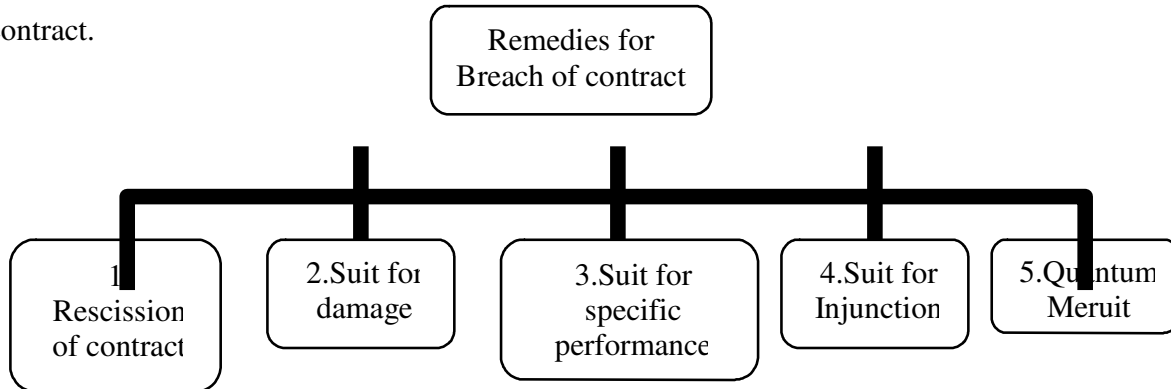 ontract.
Remedies for
Breach of contract
1
Rescission
of contract
2.Suit for
damage
3.Suit for
specific
performance
4.Suit for
Injunction
5.Quantum
Meruit